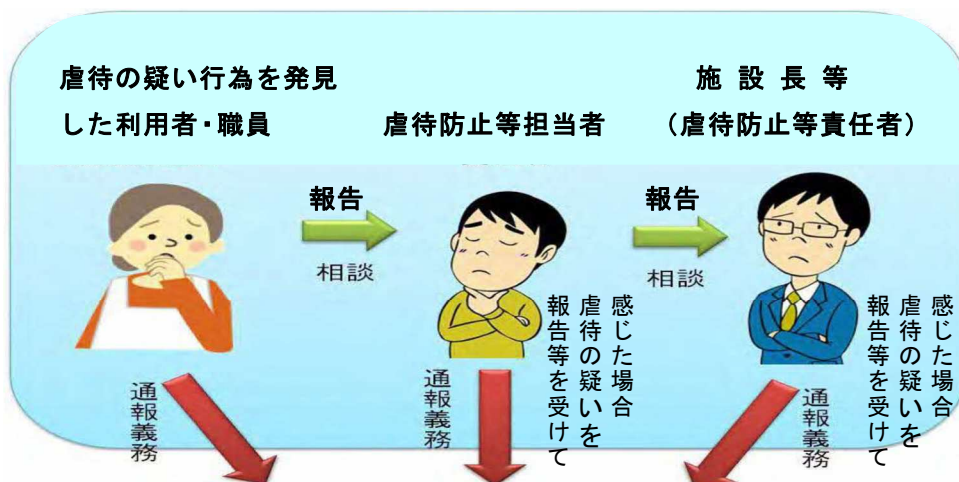 虐待の疑い行為を発見
した利用者・職員
虐待防止等担当者
施設長等
（虐待防止等責任者）
報告
相談
報告
相談
通報義務
通報義務
報告等を受けて
虐待の疑いを
感じた場合
通報義務
報告等を受けて
虐待の疑いを
感じた場合